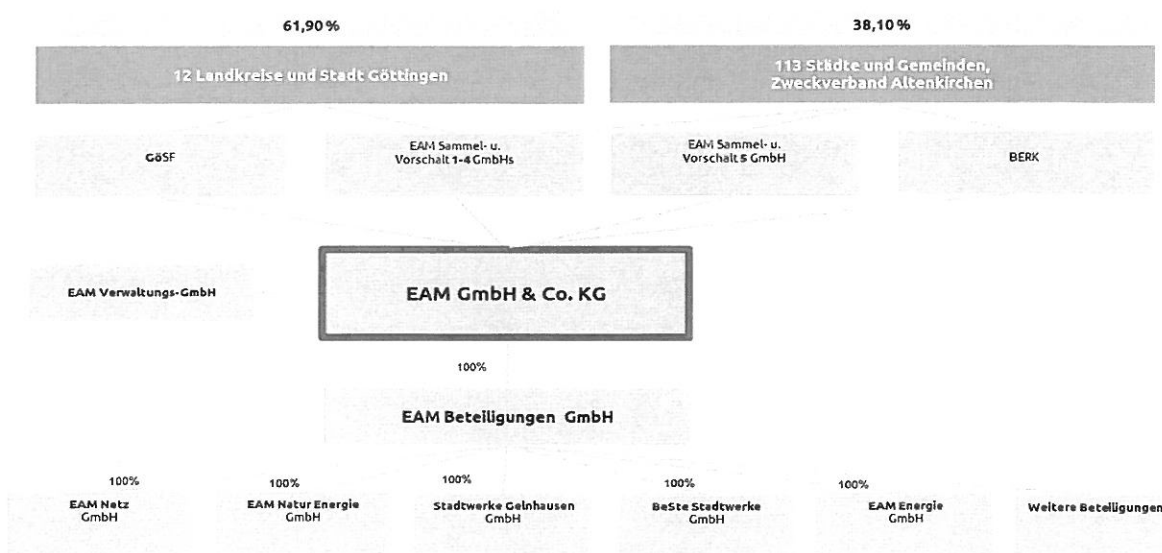 61,90 %
38,10 %
12 Landkreise und Stadt Göttingen
113 Städte und Gemeinden,
Zweckverband Altenkirchen
GöSF
EAM Sammel- u.
Vorschalt 1-4 GmbHs
EAM Sammel- u.
Vorschalt 5 GmbH
BERK
EAM Verwaltungs-GmbH
EAM GmbH & Co. KG
100%
EAM Beteiligungen GmbH
100%
EAM Netz
GmbH
100%
EAM Natur Energie
GmbH
100%
Stadtwerke Gelnhausen
GmbH
100%
BeSte Stadtwerke
GmbH
100%
EAM Energie
GmbH
Weitere Beteiligungen